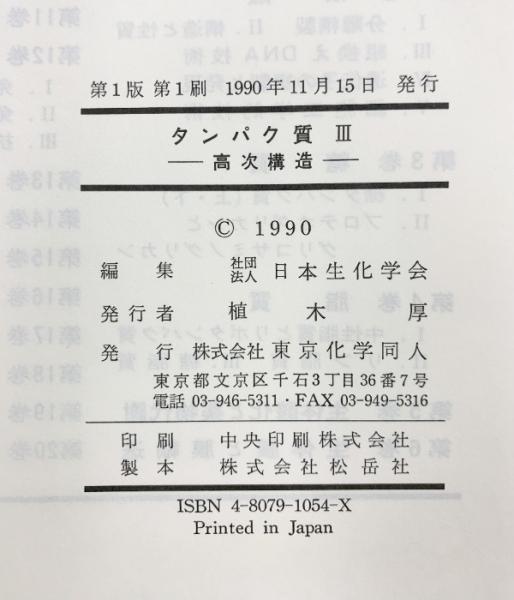 第1版 第1刷 1990年11月15日 発行
タンパク質 III
— 高次構造 —
© 1990
編集 社団法人 日本生化学会
発行者 植木厚
発行 株式会社 東京化学同人
東京都文京区千石3丁目36番7号
電話 03-946-5311・FAX 03-949-5316
印刷 中央印刷株式会社
製本 株式会社松岳社
ISBN 4-8079-1054-X
Printed in Japan